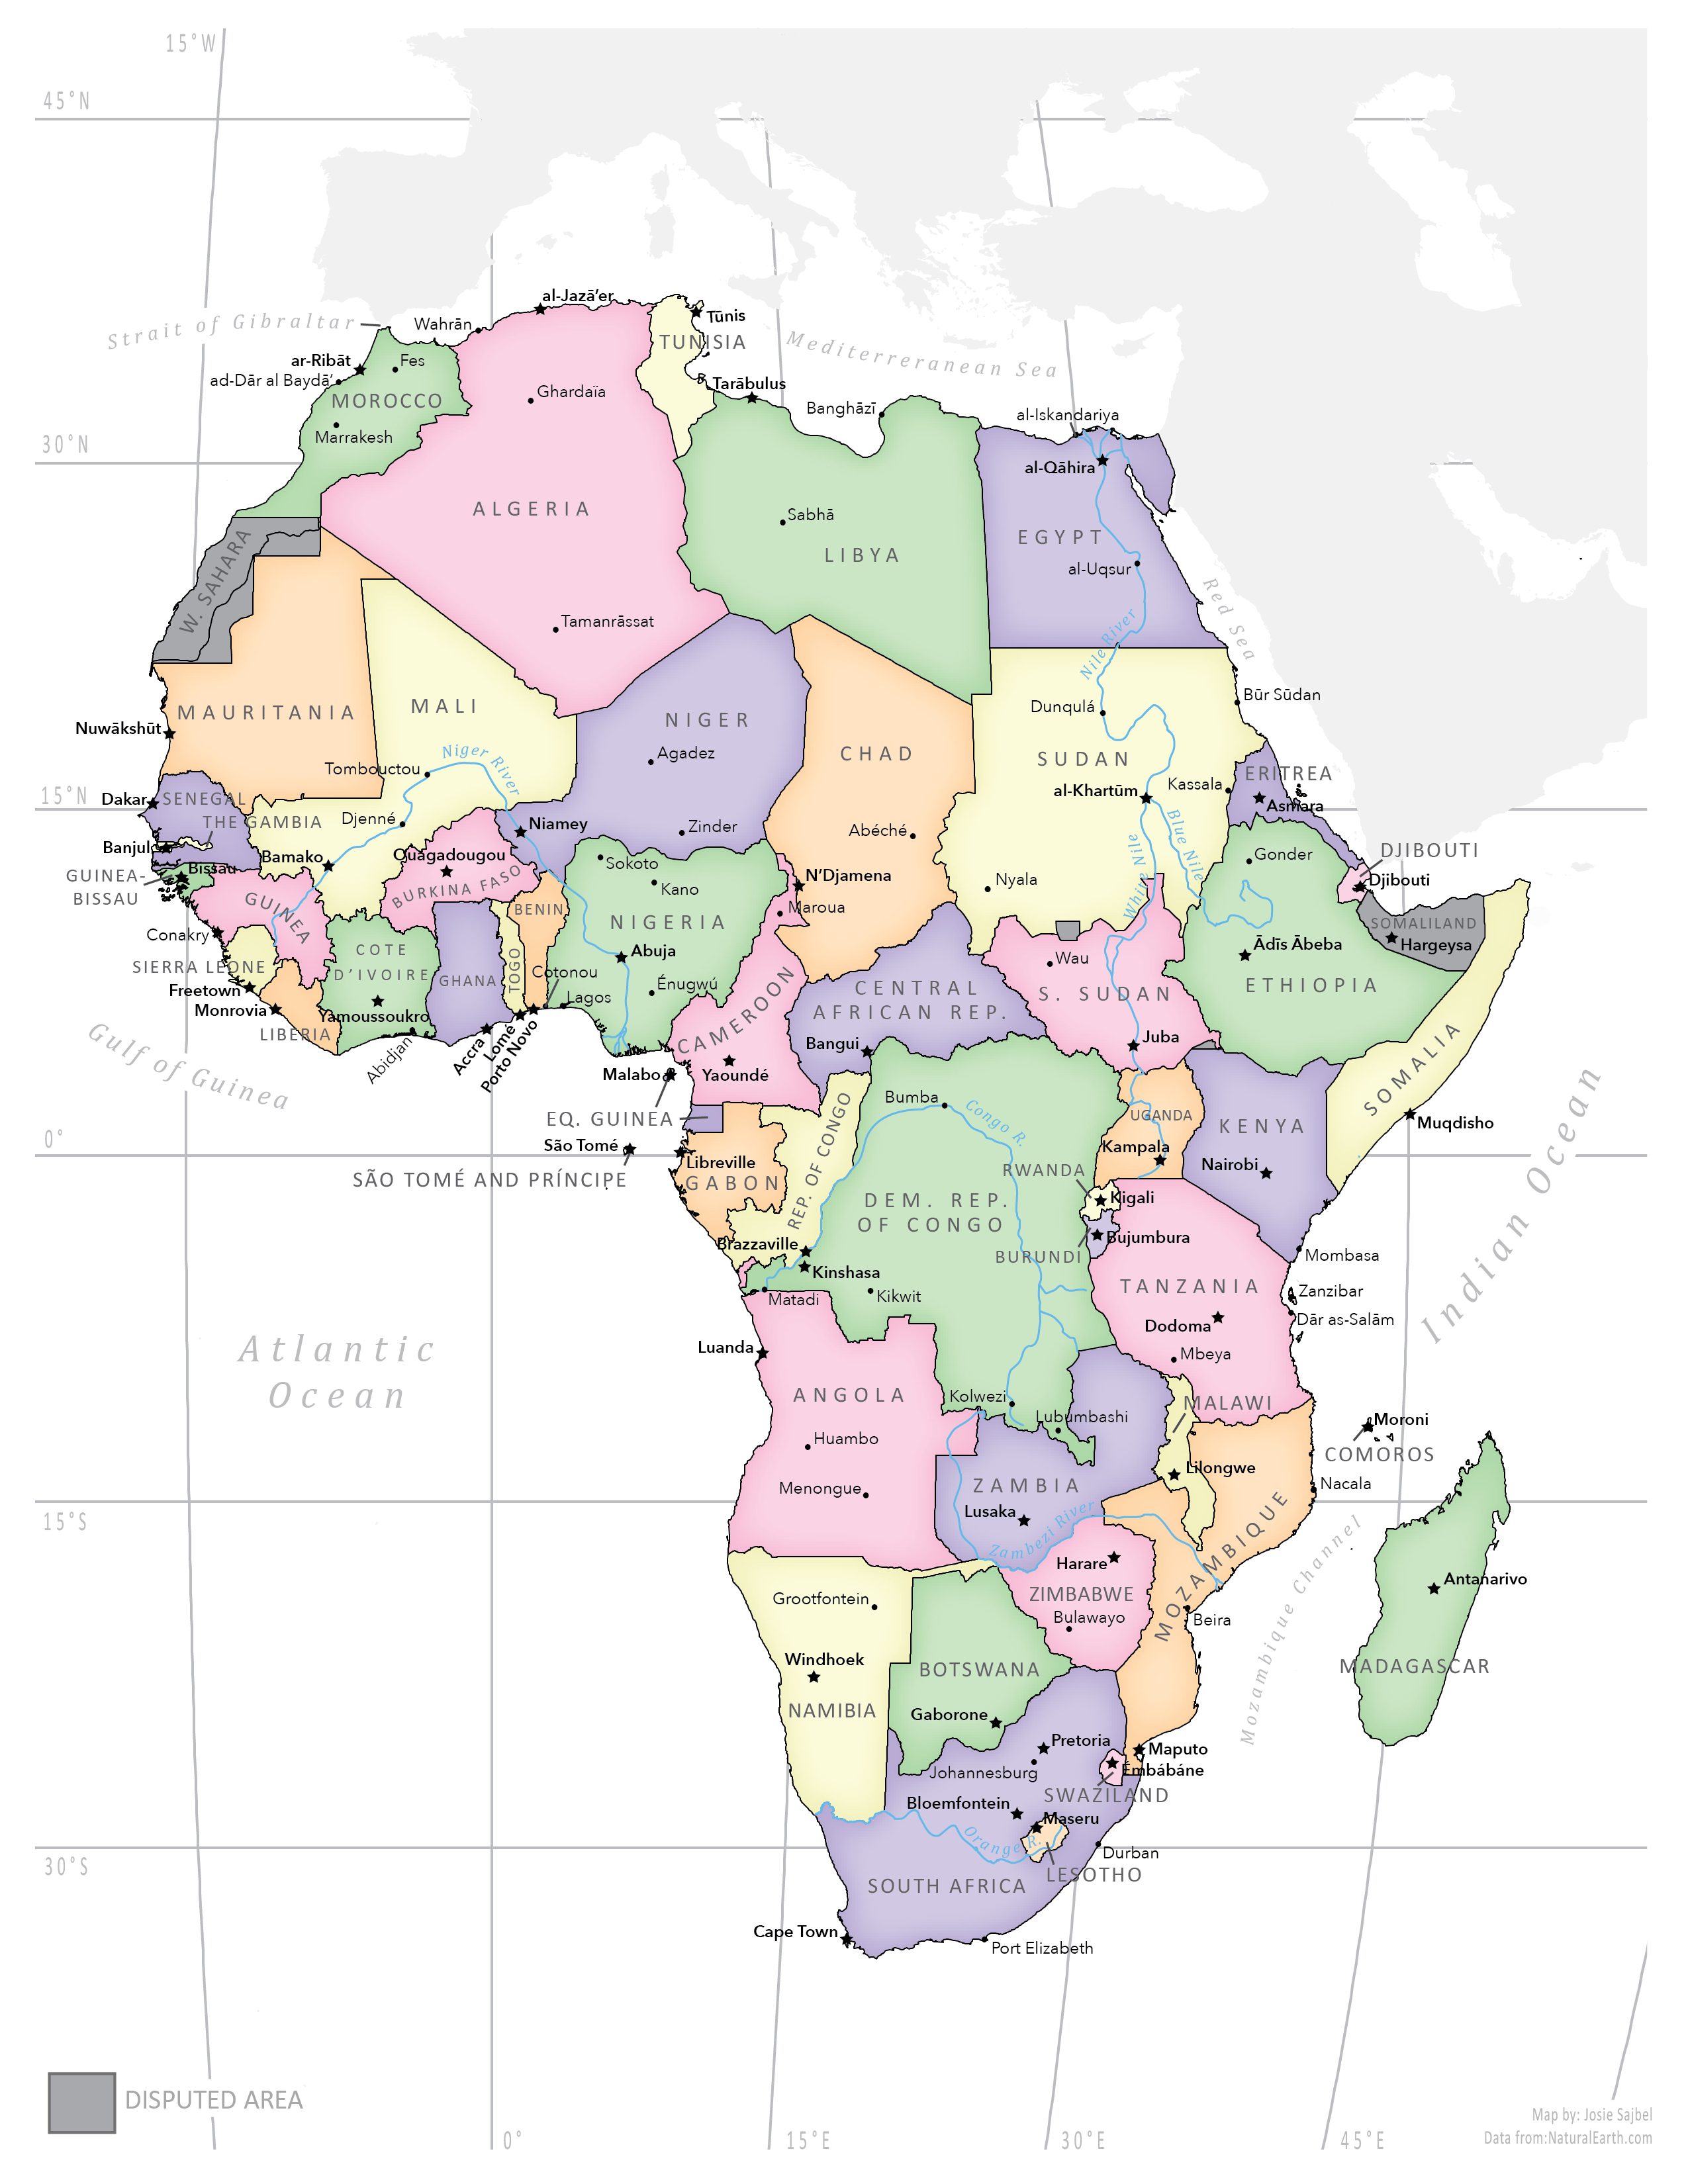 15°W
45°N
al-Jazā'er
Strait of Gibraltar
Wahrān
Tūnis
TUNISIA
Mediterreranean Sea
ar-Ribāt
Fes
ad-Dār al Baydā'
Tarābulus
Ghardaïa
MOROCCO
Banghāzī
al-Iskandariya
Marrakesh
30°N
al-Qāhira
ALGERIA
Sabhā
EGYPT
LIBYA
al-Uqsur
W. SAHARA
Red Sea
Tamanrāssat
Nile River
Būr Sūdan
MALI
Dunqulá
MAURITANIA
NIGER
Nuwākshūt
Niger River
Agadez
CHAD
SUDAN
Tombouctou
ERITREA
Kassala
al-Khartūm
15°N
Dakar
SENEGAL
Asmara
THE GAMBIA
Djenné
Niamey
Zinder
Abéché
Blue Nile
White Nile
Banjul
Bamako
Ouagadougou
Sokoto
Gonder
DJIBOUTI
Bissau
GUINEA-
BISSAU
N'Djamena
Djibouti
BURKINA FASO
Kano
Nyala
GUINEA
BENIN
Maroua
NIGERIA
SOMALILAND
Conakry
COTE
D'IVOIRE
Hargeysa
Ādīs Ābeba
Abuja
Wau
SIERRA LEONE
GHANA
TOGO
Cotonou
Énugwú
ETHIOPIA
Freetown
Lagos
CENTRAL
AFRICAN REP.
S. SUDAN
Monrovia
Yamoussoukro
LIBERIA
CAMEROON
Gulf of Guinea
Abidjan
Accra
Lomé
Porto Novo
Bangui
Juba
Malabo
Yaoundé
SOMALIA
Bumba
Congo R.
EQ. GUINEA
UGANDA
KENYA
Muqdisho
0°
São Tomé
Libreville
REP. OF CONGO
Kampala
Nairobi
RWANDA
SÃO TOMÉ AND PRÍNCIPE
GABON
DEM. REP.
OF CONGO
Kigali
Indian Ocean
Brazzaville
BURUNDI
Bujumbura
Mombasa
Kinshasa
TANZANIA
Matadi
Kikwit
Zanzibar
Dār as-Salām
Dodoma
Atlantic
Ocean
Luanda
Mbeya
ANGOLA
Kolwezi
MALAWI
Lubumbashi
Moroni
Huambo
COMOROS
Menongue
ZAMBIA
Lilongwe
Nacala
Lusaka
15°S
Zambezi River
MOZAMBIQUE
Mozambique Channel
Harare
Antanarivo
Grootfontein
ZIMBABWE
Bulawayo
Beira
Windhoek
BOTSWANA
MADAGASCAR
NAMIBIA
Gaborone
Pretoria
Maputo
Johannesburg
Émbábáne
SWAZILAND
Bloemfontein
Maseru
Orange R.
Durban
30°S
LESOTHO
SOUTH AFRICA
Cape Town
Port Elizabeth
DISPUTED AREA
Map by: Josie Sajbel
Data from:NaturalEarth.com
0°
15°E
30°E
45°E